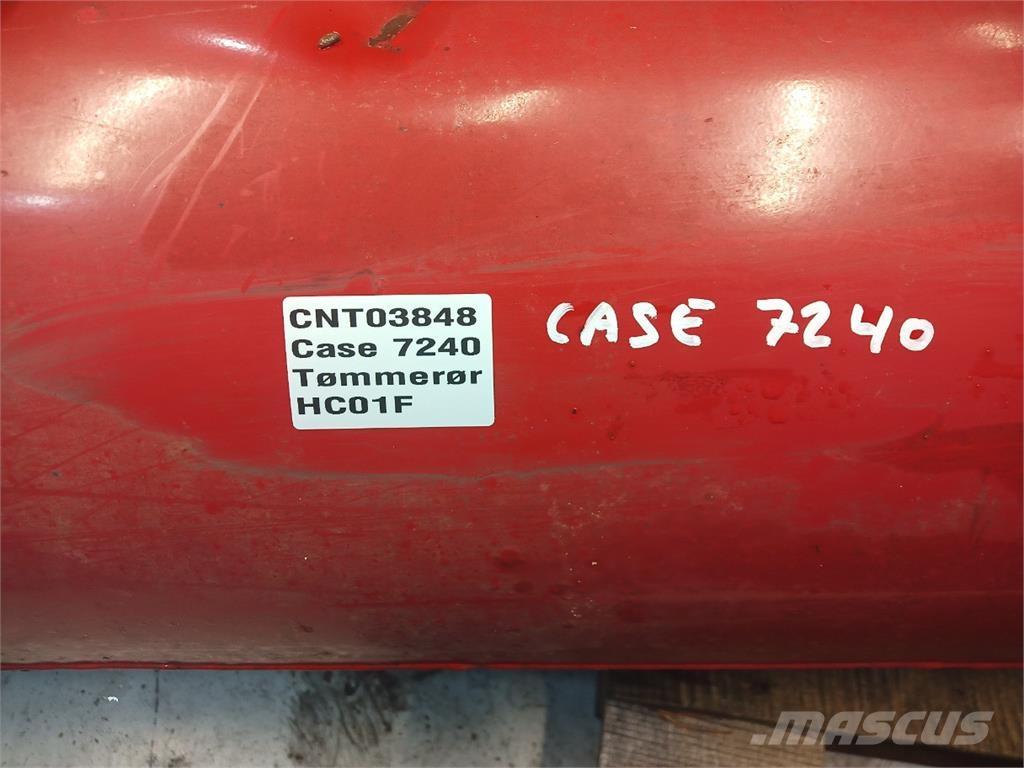 CNT03848
Case 7240
Tømmerør
HC01F
CASE 7240
MASCUS